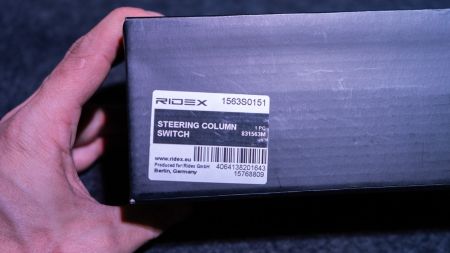 RIDEX 1563S0151
STEERING COLUMN
SWITCH
1 PC
831563M
www.ridex.eu
Produced for: Ridex GmbH
Berlin, Germany
4064138201643
15768809